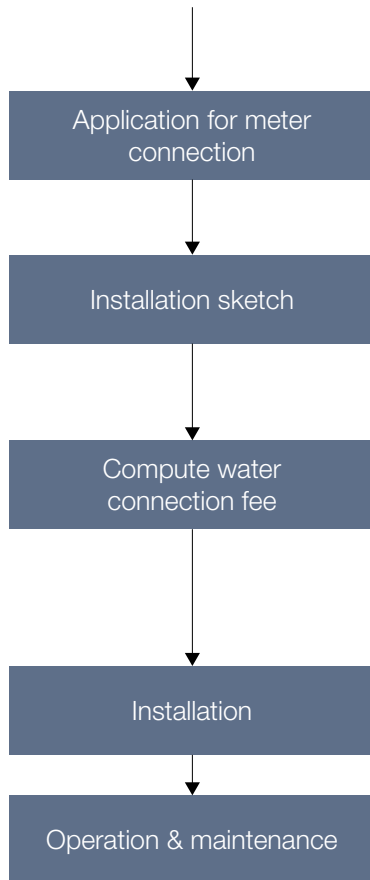 Application for meter
connection
Installation sketch
Compute water
connection fee
Installation
Operation & maintenance